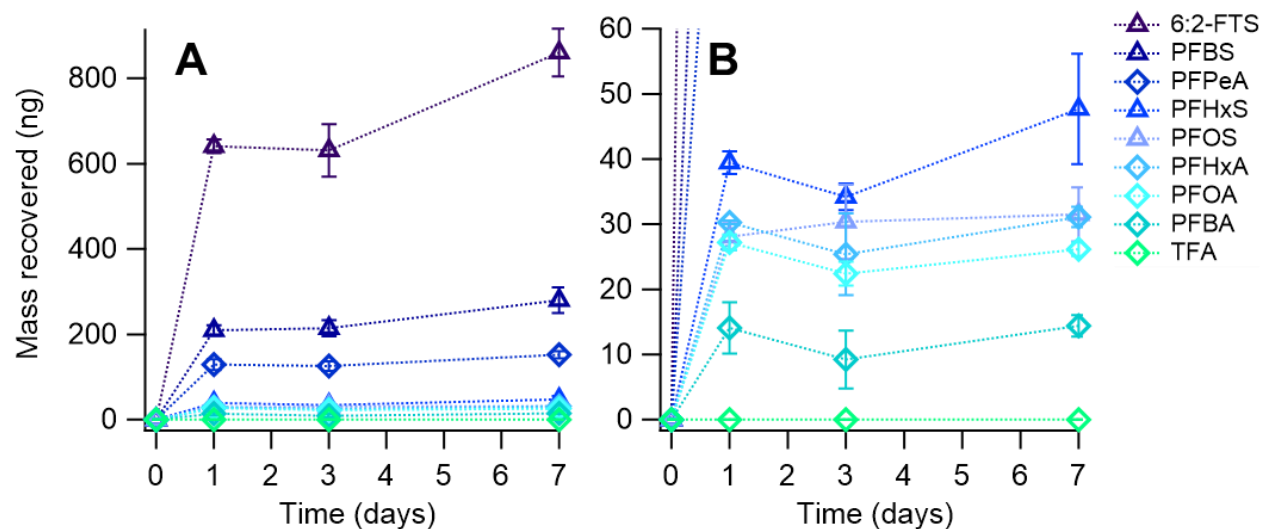 A
Mass recovered (ng)
800
600
400
200
0
0 1 2 3 4 5 6 7
Time (days)
B
60
50
40
30
20
10
0
0 1 2 3 4 5 6 7
Time (days)
6:2-FTS
PFBS
PFPeA
PFHxS
PFOS
PFHxA
PFOA
PFBA
TFA